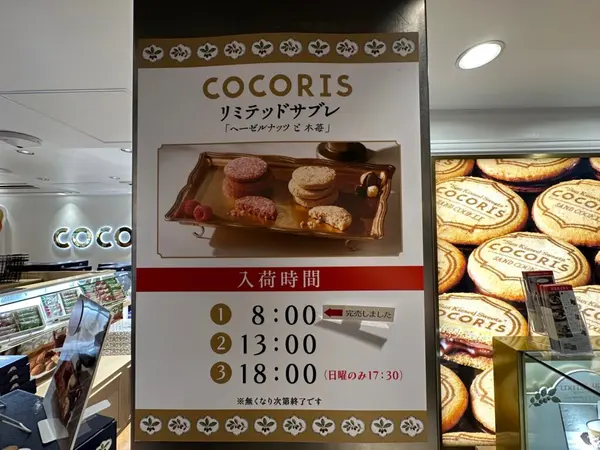 COCORIS
リミテッドサブレ
「ヘーゼルナッツと木苺」
入荷時間
① 8:00 完売しました
② 13:00
③ 18:00 (日曜のみ17:30)
※無くなり次第終了です
COCO
COCORIS
SAND COOKIE
COCORIS
COCORIS